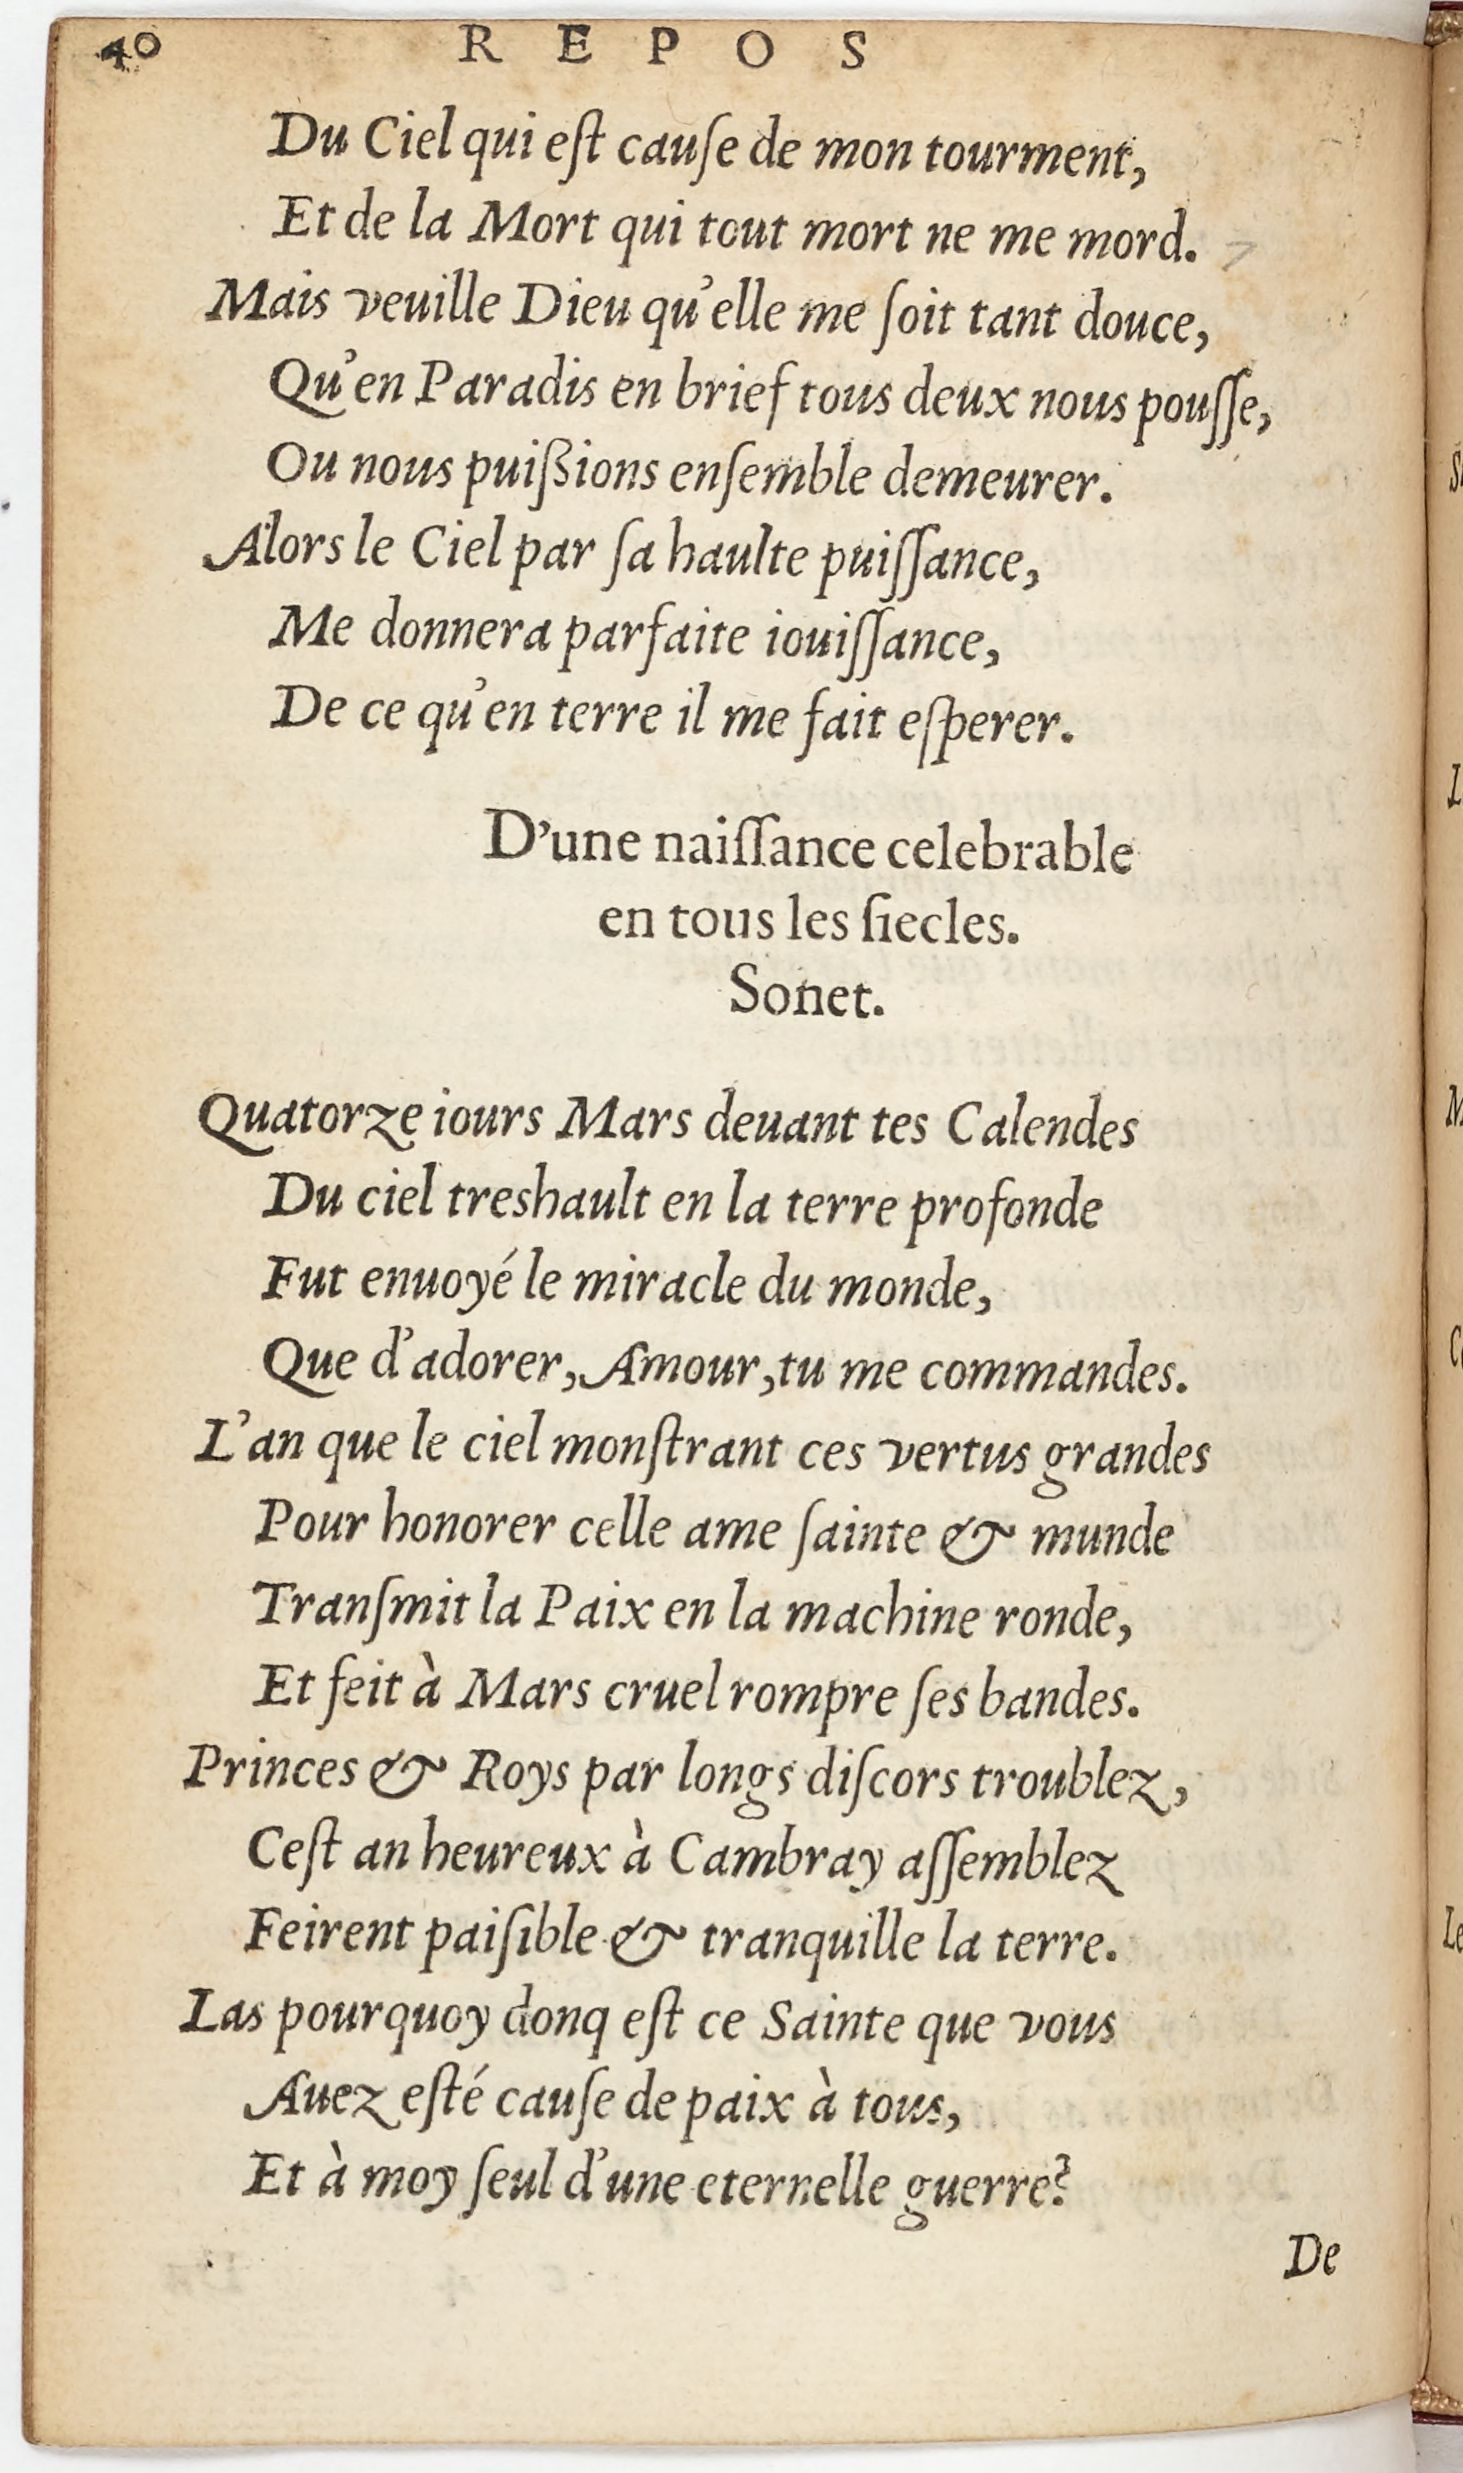 40
REPOS
Du Ciel qui eſt cauſe de mon tourment,
Et de la Mort qui tout mort ne me mord.
Mais veuille Dieu qu'elle me ſoit tant douce,
Qu'en Paradis en brief tous deux nous pouſſe,
Ou nous puiſsions enſemble demeurer.
Alors le Ciel par ſa haulte puiſſance,
Me donnera parfaite iouiſſance,
De ce qu'en terre il me fait eſperer.
D'une naiſſance celebrable
en tous les ſiecles.
Sonet.
Quatorze iours Mars deuant tes Calendes
Du ciel treshault en la terre profonde
Fut enuoyé le miracle du monde,
Que d'adorer, Amour, tu me commandes.
L'an que le ciel monſtrant ces vertus grandes
Pour honorer celle ame ſainte & munde
Tranſmit la Paix en la machine ronde,
Et feit à Mars cruel rompre ſes bandes.
Princes & Roys par longs diſcors troublez,
Ceſt an heureux à Cambray aſſemblez
Feirent paiſible & tranquille la terre.
Las pourquoy donq eſt ce Sainte que vous
Auez eſté cauſe de paix à tous,
Et à moy ſeul d'une eternelle guerre?
De